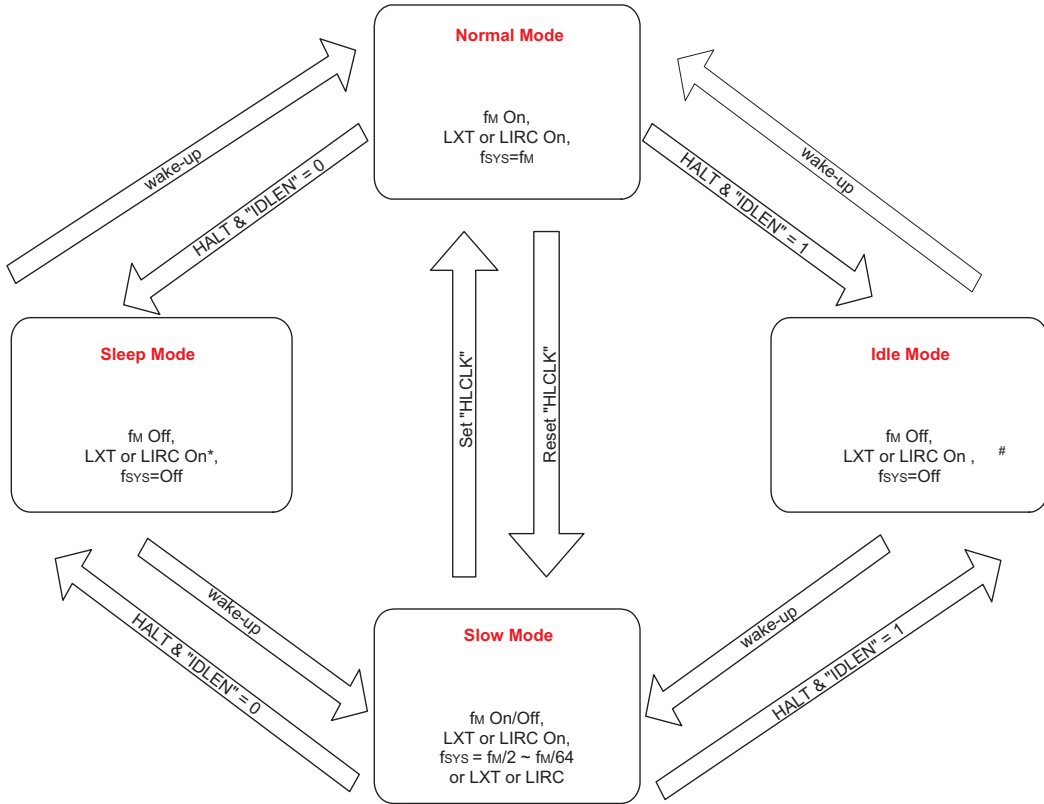 Normal Mode
fM On,
LXT or LIRC On,
fSYS=fM
wake-up
HALT & "IDLEN" = 0
HALT & "IDLEN" = 1
wake-up
Sleep Mode
fM Off,
LXT or LIRC On*,
fSYS=Off
Set "HLCLK"
Reset "HLCLK"
Idle Mode
fM Off,
LXT or LIRC On , #
fSYS=Off
wake-up
HALT & "IDLEN" = 0
wake-up
HALT & "IDLEN" = 1
Slow Mode
fM On/Off,
LXT or LIRC On,
fSYS = fM/2 ~ fM/64
or LXT or LIRC